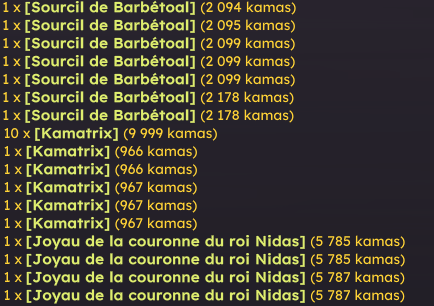 1 x [Sourcil de Barbétoal] (2 094 kamas)
1 x [Sourcil de Barbétoal] (2 095 kamas)
1 x [Sourcil de Barbétoal] (2 099 kamas)
1 x [Sourcil de Barbétoal] (2 099 kamas)
1 x [Sourcil de Barbétoal] (2 099 kamas)
1 x [Sourcil de Barbétoal] (2 178 kamas)
1 x [Sourcil de Barbétoal] (2 178 kamas)
10 x [Kamatrix] (9 999 kamas)
1 x [Kamatrix] (966 kamas)
1 x [Kamatrix] (966 kamas)
1 x [Kamatrix] (967 kamas)
1 x [Kamatrix] (967 kamas)
1 x [Kamatrix] (967 kamas)
1 x [Joyau de la couronne du roi Nidas] (5 785 kamas)
1 x [Joyau de la couronne du roi Nidas] (5 785 kamas)
1 x [Joyau de la couronne du roi Nidas] (5 787 kamas)
1 x [Joyau de la couronne du roi Nidas] (5 787 kamas)